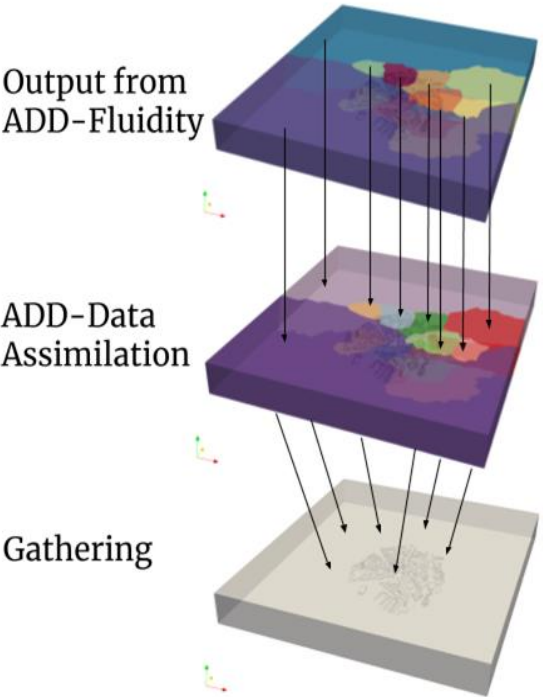 Output from
ADD-Fluidity
ADD-Data
Assimilation
Gathering